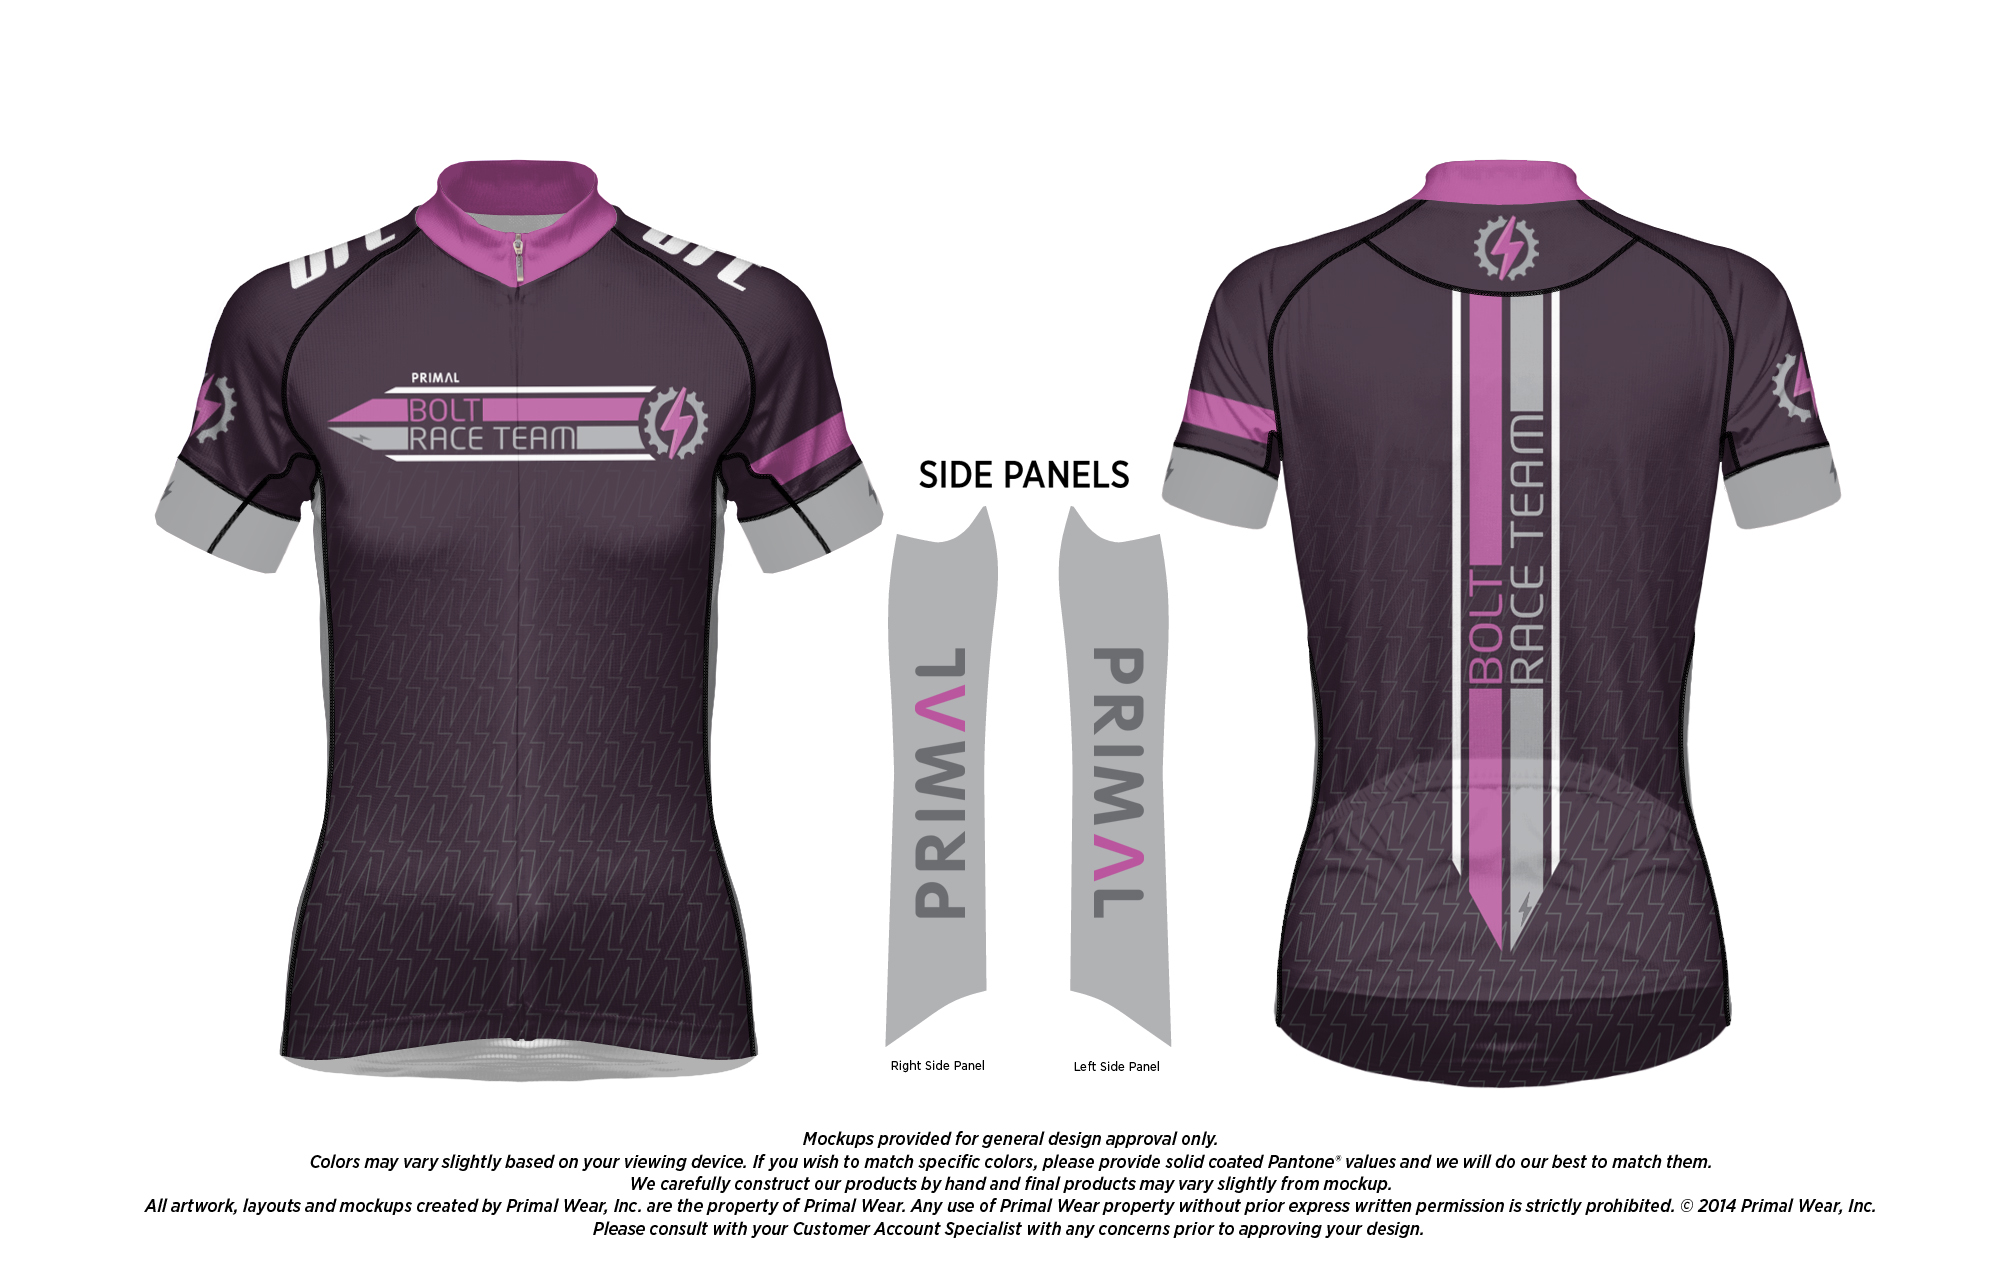 PRIMAL
BOLT
RACE TEAM
SIDE PANELS
PRIMAL
PRIMAL
Right Side Panel
Left Side Panel
BOLT
RACE TEAM
Mockups provided for general design approval only.
Colors may vary slightly based on your viewing device. If you wish to match specific colors, please provide solid coated Pantone® values and we will do our best to match them.
We carefully construct our products by hand and final products may vary slightly from mockup.
All artwork, layouts and mockups created by Primal Wear, Inc. are the property of Primal Wear. Any use of Primal Wear property without prior express written permission is strictly prohibited. © 2014 Primal Wear, Inc.
Please consult with your Customer Account Specialist with any concerns prior to approving your design.